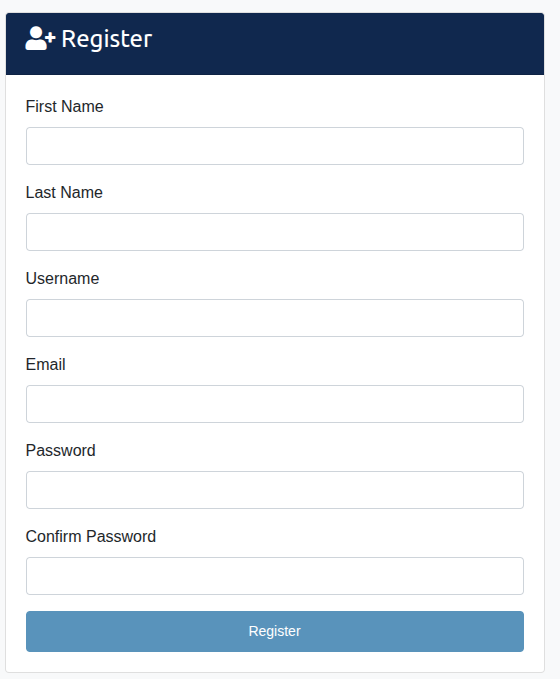 Register
First Name
Last Name
Username
Email
Password
Confirm Password
Register